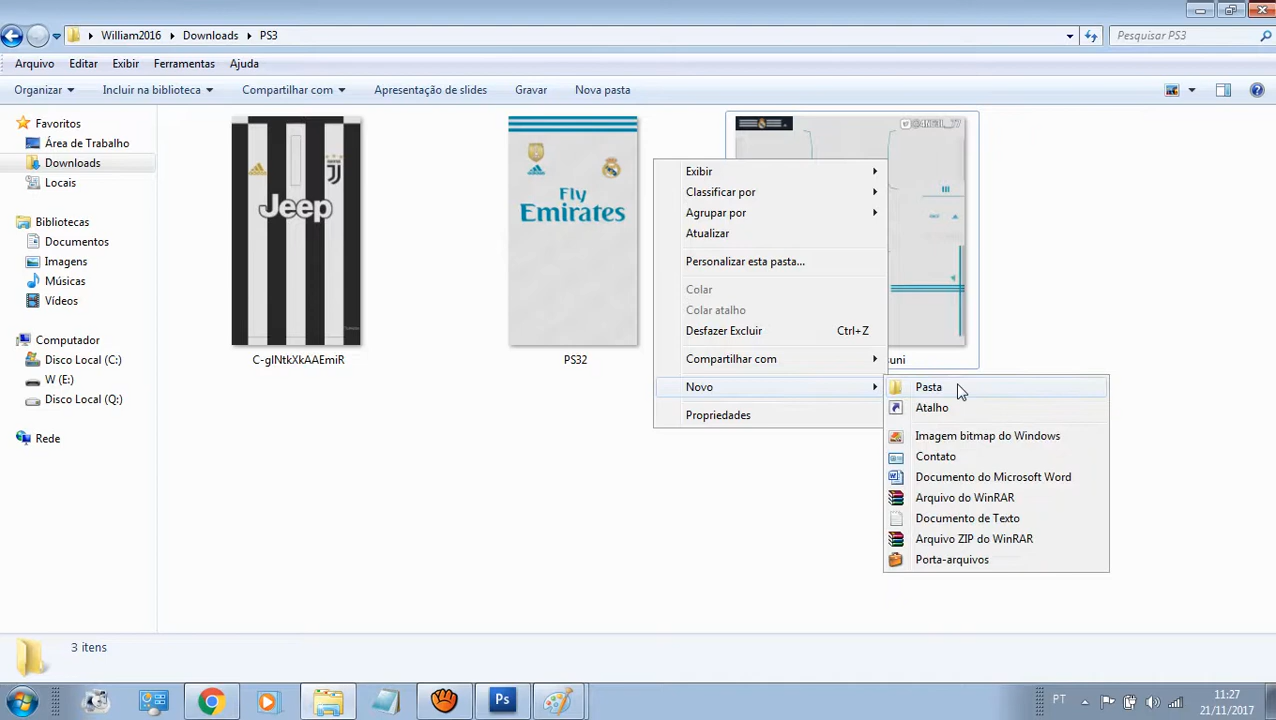 William2016 Downloads PS3
Pesquisar PS3
Arquivo Editar Exibir Ferramentas Ajuda
Organizar Incluir na biblioteca Compartilhar com Apresentação de slides Gravar Nova pasta
Favoritos
Área de Trabalho
Downloads
Locais
Bibliotecas
Documentos
Imagens
Músicas
Vídeos
Computador
Disco Local (C:)
W (E:)
Disco Local (Q:)
Rede
Jeep
C-gINtkXkAAEmiR
Fly
Emirates
PS32
Exibir
Classificar por
Agrupar por
Atualizar
Personalizar esta pasta...
Colar
Colar atalho
Desfazer Excluir Ctrl+Z
Compartilhar com
Novo
Propriedades
Pasta
Atalho
Imagem bitmap do Windows
Contato
Documento do Microsoft Word
Arquivo do WinRAR
Documento de Texto
Arquivo ZIP do WinRAR
Porta-arquivos
3 itens
Ps
PT
11:27
21/11/2017